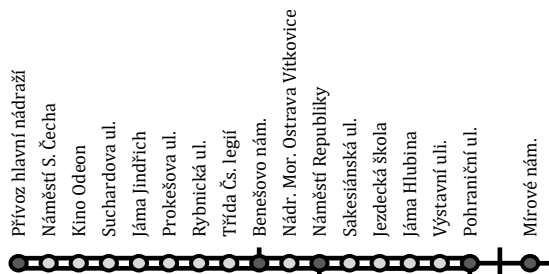 Přívoz hlavní nádraží
Náměstí S. Čecha
Kino Odeon
Suchardova ul.
Jáma Jindřich
Prokešova ul.
Rybnická ul.
Třída Čs. legií
Benešovo nám.
Nádr. Mor. Ostrava Vítkovice
Náměstí Republiky
Sakesiánská ul.
Jezdecká škola
Jáma Hlubina
Výstavní uli.
Pohraniční ul.
Mírové nám.